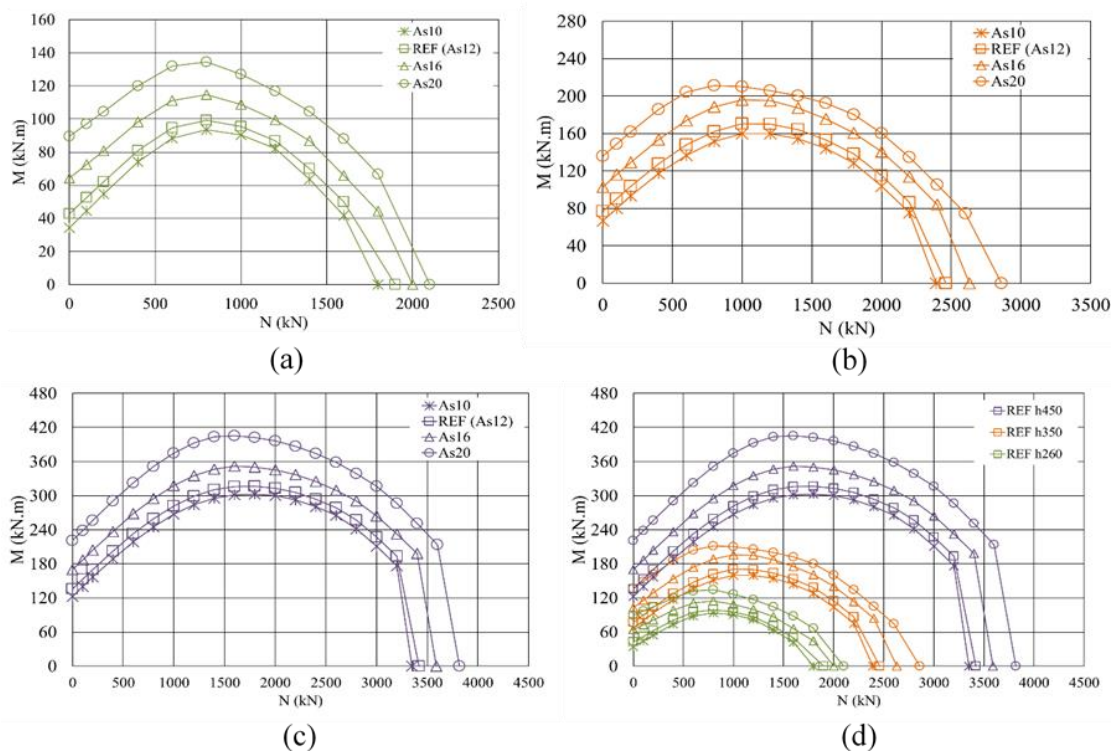 160
140
120
100
80
60
40
20
0
M (kN.m)
As10
REF (As12)
As16
As20
0 500 1000 1500 2000 2500
N (kN)
(a)
280
240
200
160
120
80
40
0
M (kN.m)
As10
REF (As12)
As16
As20
0 500 1000 1500 2000 2500 3000 3500
N (kN)
(b)
480
420
360
300
240
180
120
60
0
M (kN.m)
As10
REF (As12)
As16
As20
0 500 1000 1500 2000 2500 3000 3500 4000 4500
N (kN)
(c)
480
420
360
300
240
180
120
60
0
M (kN.m)
REF h450
REF h350
REF h260
0 500 1000 1500 2000 2500 3000 3500 4000 4500
N (kN)
(d)